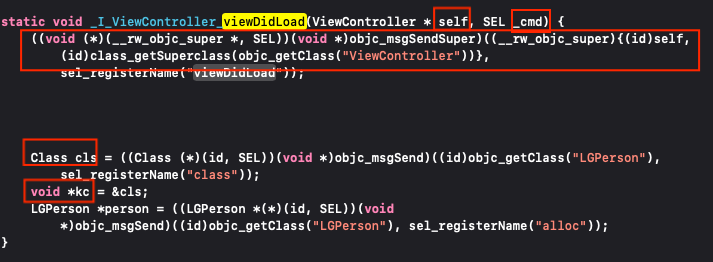 static void _I_ViewController_viewDidLoad(ViewController * self, SEL _cmd) {
((void (*)(__rw_objc_super *, SEL))(void *)objc_msgSendSuper)((__rw_objc_super){(id)self,
(id)class_getSuperclass(objc_getClass("ViewController"))},
sel_registerName("viewDidLoad"));
Class cls = ((Class (*)(id, SEL))(void *)objc_msgSend)((id)objc_getClass("LGPerson"),
sel_registerName("class"));
void *kc = &cls;
LGPerson *person = ((LGPerson *(*)(id, SEL))(void
*)objc_msgSend)((id)objc_getClass("LGPerson"), sel_registerName("alloc"));
}